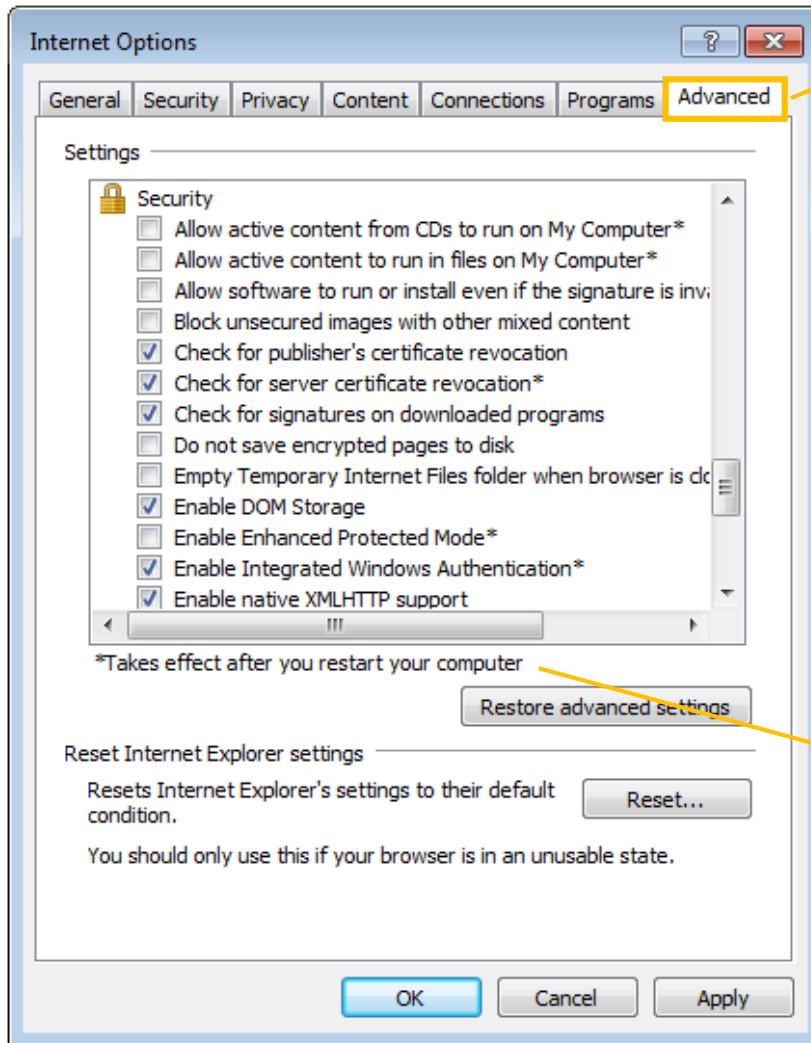 Internet Options
General Security Privacy Content Connections Programs Advanced
Settings
Security
Allow active content from CDs to run on My Computer*
Allow active content to run in files on My Computer*
Allow software to run or install even if the signature is inva
Block unsecured images with other mixed content
Check for publisher's certificate revocation
Check for server certificate revocation*
Check for signatures on downloaded programs
Do not save encrypted pages to disk
Empty Temporary Internet Files folder when browser is clo
Enable DOM Storage
Enable Enhanced Protected Mode*
Enable Integrated Windows Authentication*
Enable native XMLHTTP support
*Takes effect after you restart your computer
Restore advanced settings
Reset Internet Explorer settings
Resets Internet Explorer's settings to their default
condition.
Reset...
You should only use this if your browser is in an unusable state.
OK Cancel Apply